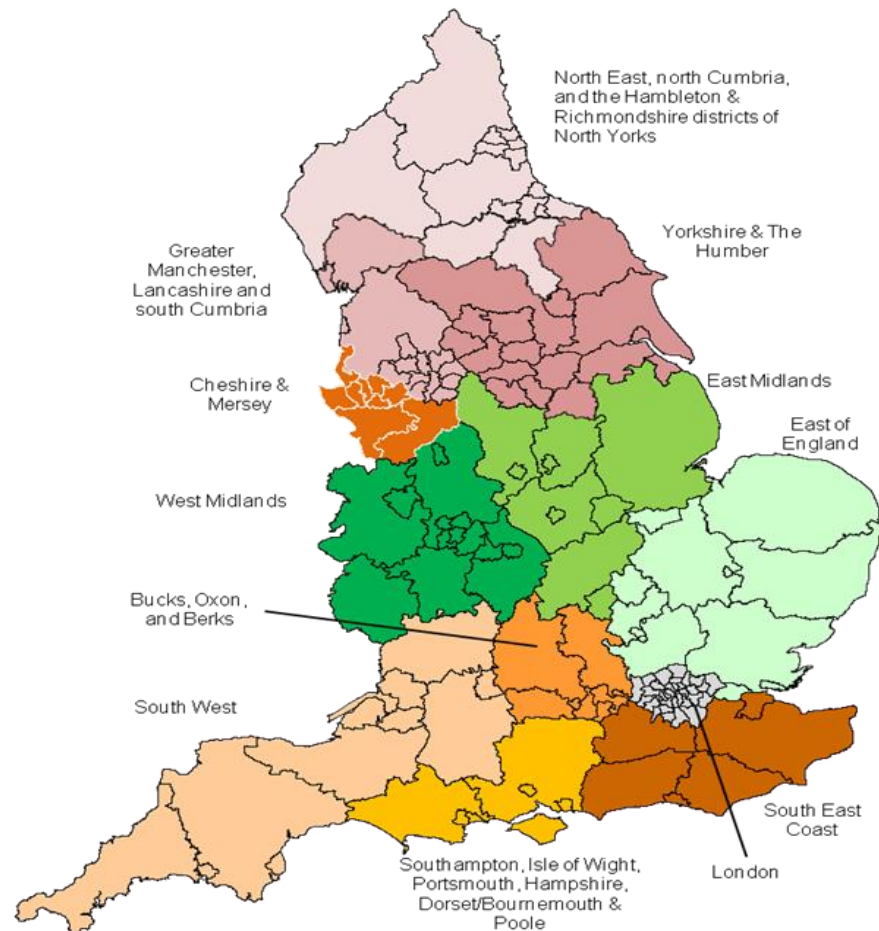 North East, north Cumbria,
and the Hambleton &
Richmondshire districts of
North Yorks
Yorkshire & The
Humber
Greater
Manchester,
Lancashire and
south Cumbria
Cheshire &
Mersey
East Midlands
East of
England
West Midlands
Bucks, Oxon,
and Berks
South West
South East
Coast
London
Southampton, Isle of Wight,
Portsmouth, Hampshire,
Dorset/Bournemouth &
Poole